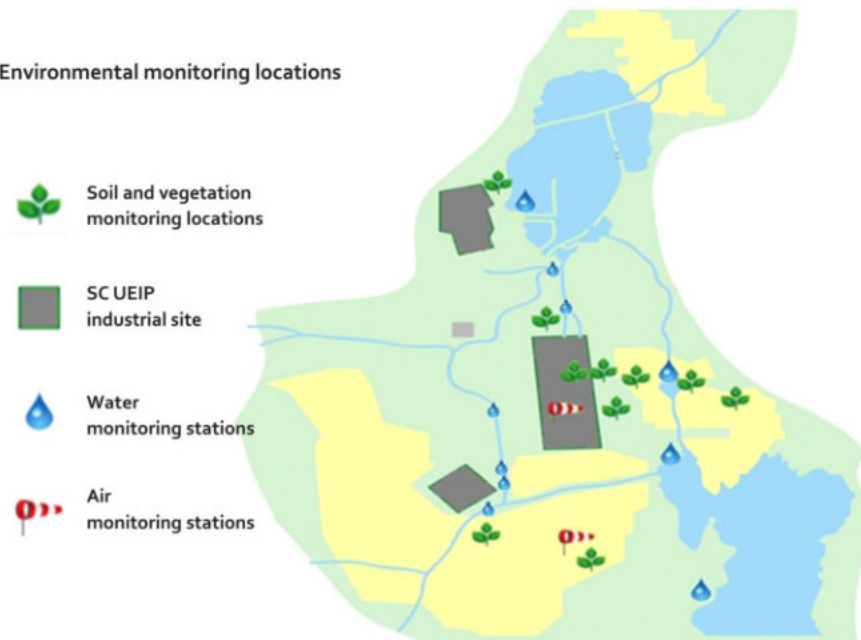 Environmental monitoring locations
Soil and vegetation
monitoring locations
SC UEIP
industrial site
Water
monitoring stations
Air
monitoring stations